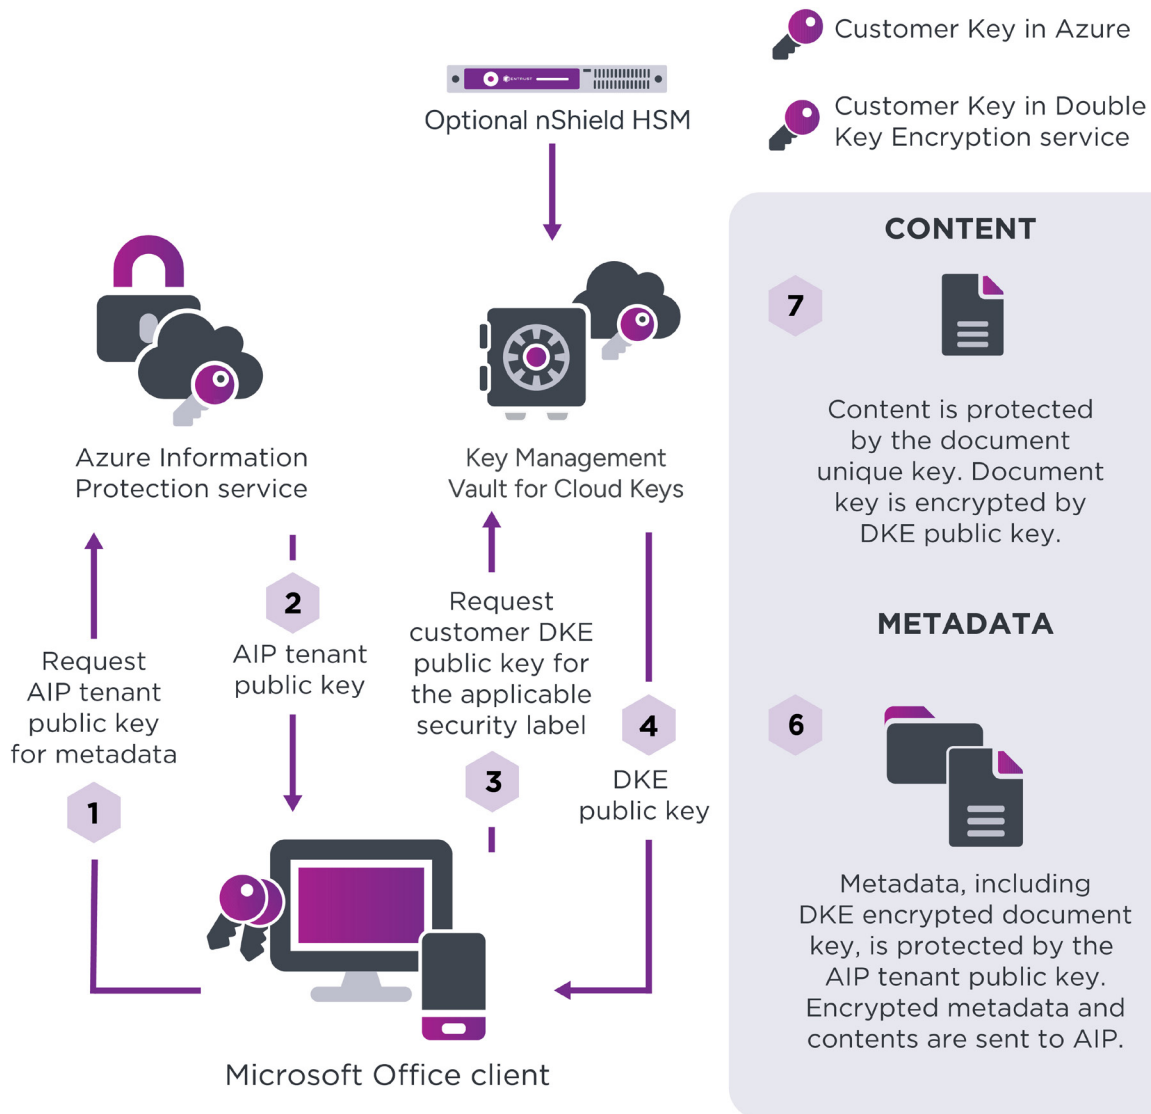 Customer Key in Azure
Customer Key in Double
Key Encryption service
ENTRUST
Optional nShield HSM
Azure Information
Protection service
Key Management
Vault for Cloud Keys
Request
AIP tenant
public key
for metadata
1
2
AIP tenant
public key
Request
customer DKE
public key for
the applicable
security label
3
4
DKE
public key
Microsoft Office client
CONTENT
7
Content is protected
by the document
unique key. Document
key is encrypted by
DKE public key.
METADATA
6
Metadata, including
DKE encrypted document
key, is protected by the
AIP tenant public key.
Encrypted metadata and
contents are sent to AIP.